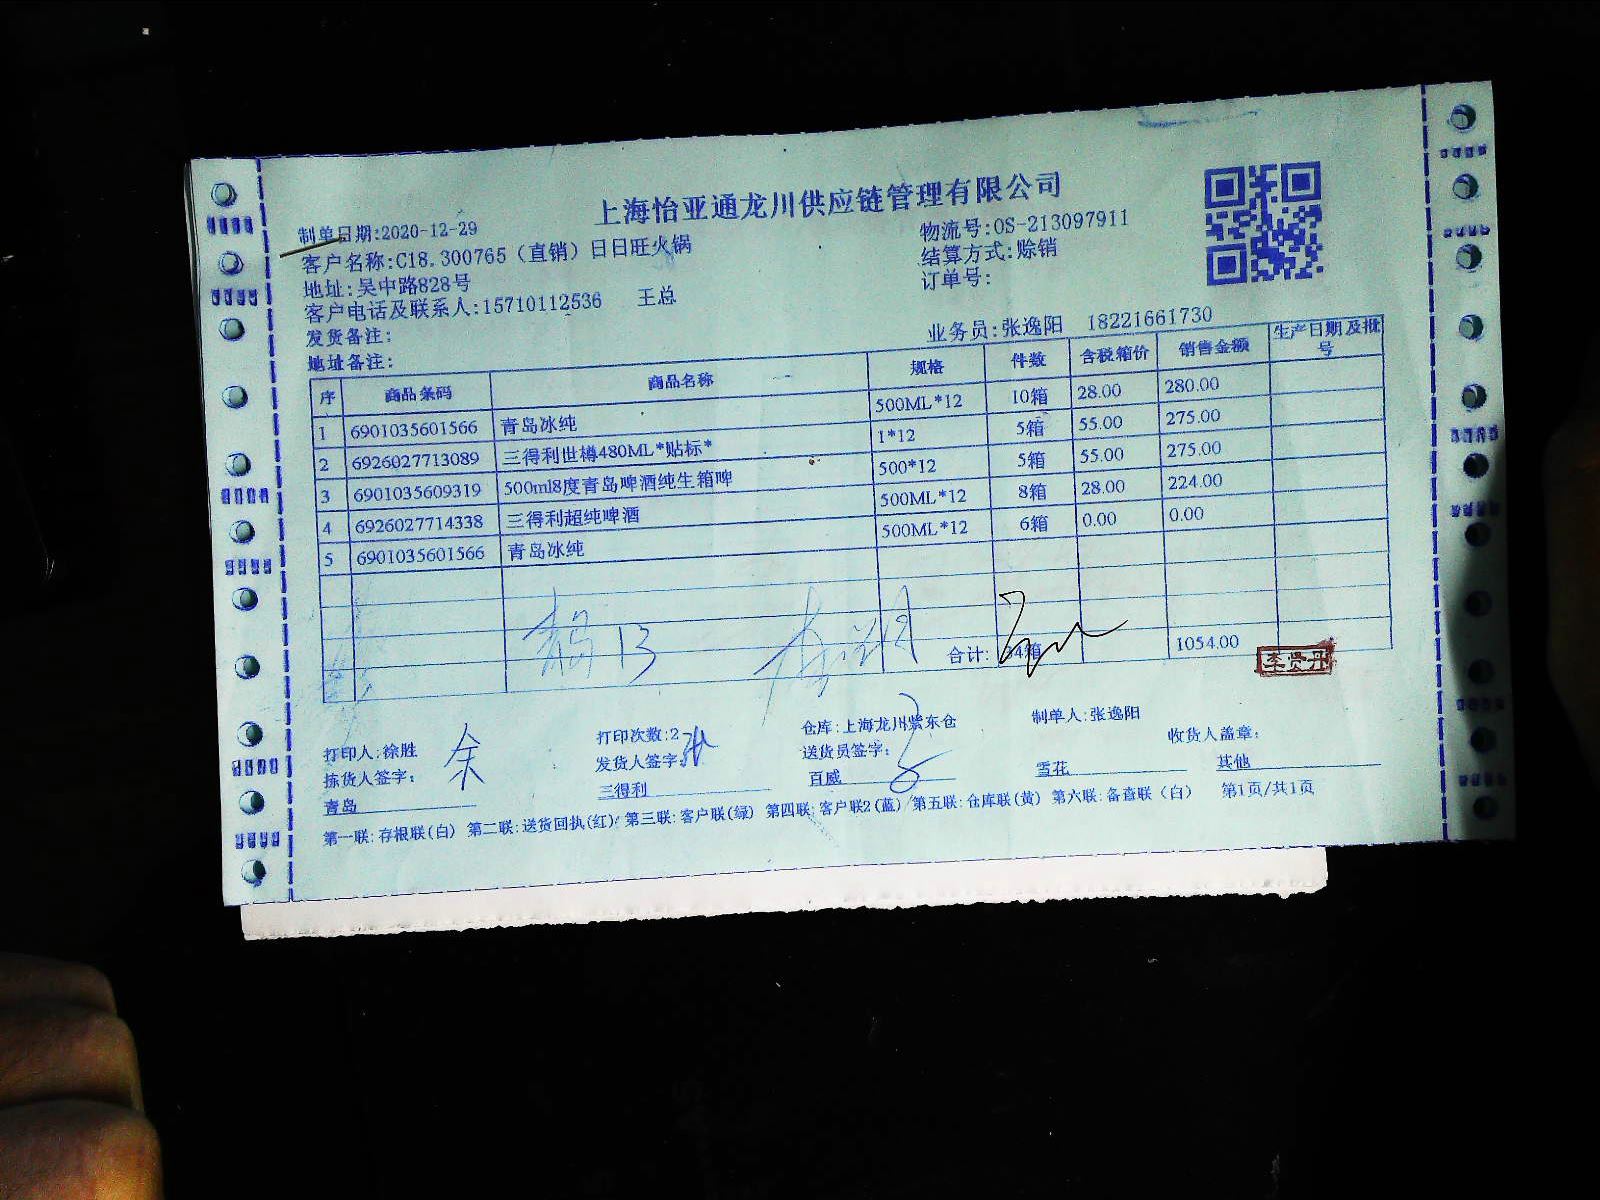 上海怡亚通龙川供应链管理有限公司
制单日期:2020-12-29
物流号:OS-213097911
客户名称:C18.300765（直销）日日旺火锅
结算方式:赊销
地址:吴中路828号
订单号:
客户电话及联系人:15710112536 王总
发货备注:
业务员:张逸阳 18221661730
地址备注:
序 商品条码 商品名称 规格 件数 含税箱价 销售金额 生产日期及批号
1 6901035601566 青岛冰纯 500ML*12 10箱 28.00 280.00
2 6926027713089 三得利世樽480ML*贴标* 1*12 5箱 55.00 275.00
3 6901035609319 500ml8度青岛啤酒纯生箱啤 500*12 5箱 55.00 275.00
4 6926027714338 三得利超纯啤酒 500ML*12 8箱 28.00 224.00
5 6901035601566 青岛冰纯 500ML*12 6箱 0.00 0.00
合计: 34箱 1054.00
李贤丹
打印人:徐胜 打印次数:2 仓库:上海龙川紫东仓 制单人:张逸阳
拣货人签字: 余 发货人签字: 送货员签字: 收货人盖章:
青岛 三得利 百威 雪花 其他
第一联:存根联(白) 第二联:送货回执(红) 第三联:客户联(绿) 第四联:客户联2(蓝) 第五联:仓库联(黄) 第六联:备查联（白） 第1页/共1页